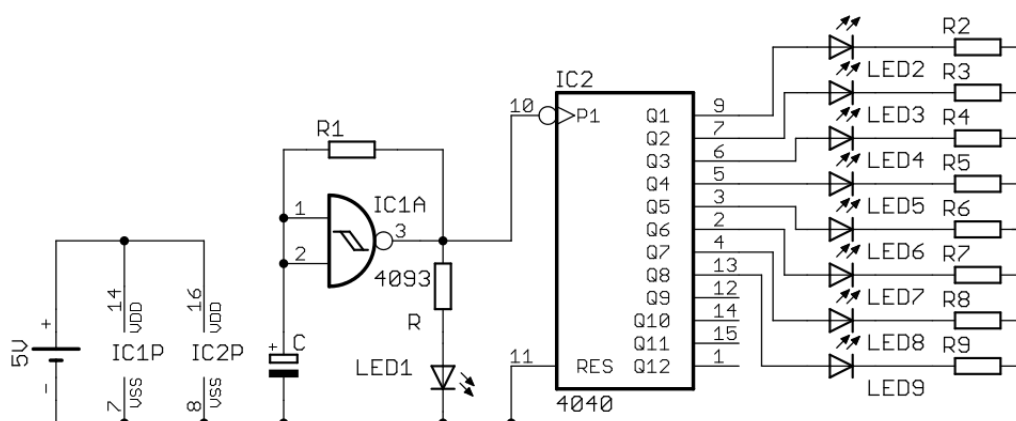 R2
LED2
R3
LED3
R4
LED4
R5
LED5
R6
LED6
R7
LED7
R8
LED8
R9
LED9
IC2
10 P1
Q1 9
Q2 7
Q3 6
Q4 5
Q5 3
Q6 2
Q7 4
Q8 13
Q9 12
Q10 14
Q11 15
Q12 1
11 RES
4040
R1
1
2
IC1A
3
4093
R
LED1
+
C
+
5V
-
14
VDD
IC1P
VSS
7
16
VDD
IC2P
VSS
8